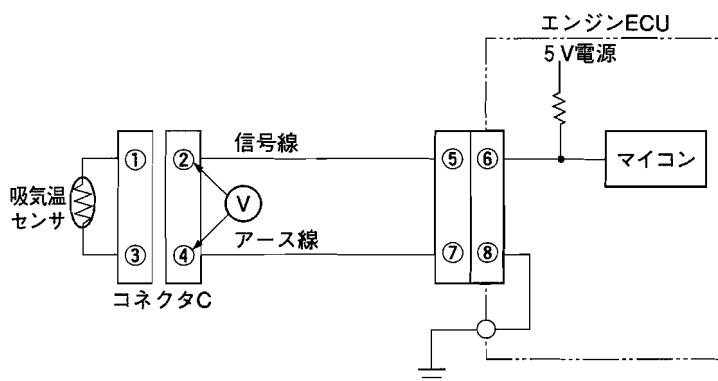 エンジンECU
5V電源
信号線
① ② ⑤ ⑥
マイコン
吸気温
センサ
V
アース線
③ ④ ⑦ ⑧
コネクタC